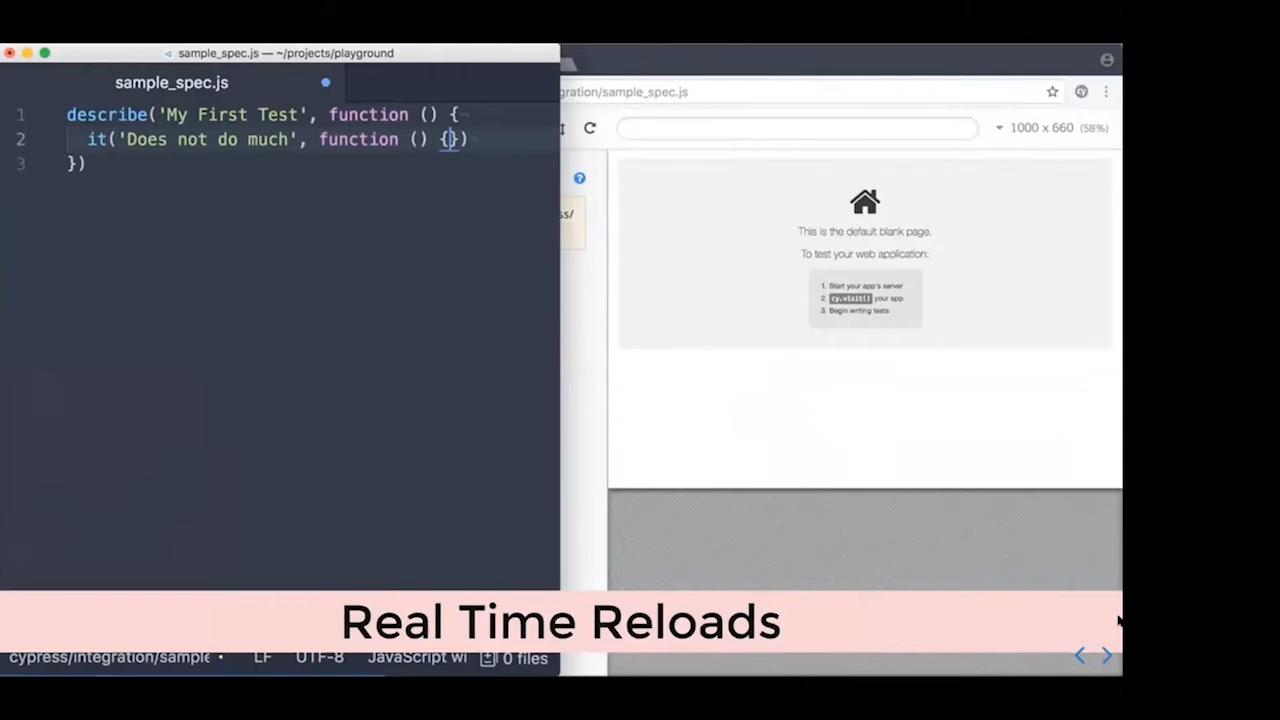 sample_spec.js — ~/projects/playground
sample_spec.js
1 describe('My First Test', function () {
2 it('Does not do much', function () {})
3 })
gration/sample_spec.js
1000 x 660 (58%)
?
ss/
This is the default blank page.
To test your web application:
1. Start your app's server
2. cy.visit() your app
3. Begin writing tests
Real Time Reloads
cypress/integration/sample • LF UTF-8 JavaScript wi 0 files